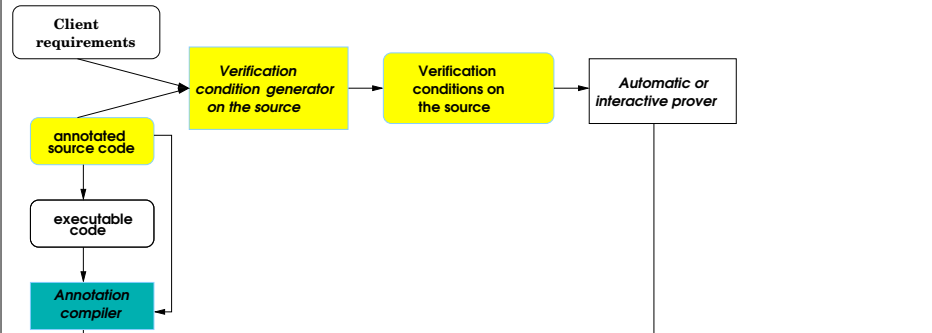 Client
requirements
Verification
condition generator
on the source
Verification
conditions on
the source
Automatic or
interactive prover
annotated
source code
executable
code
Annotation
compiler